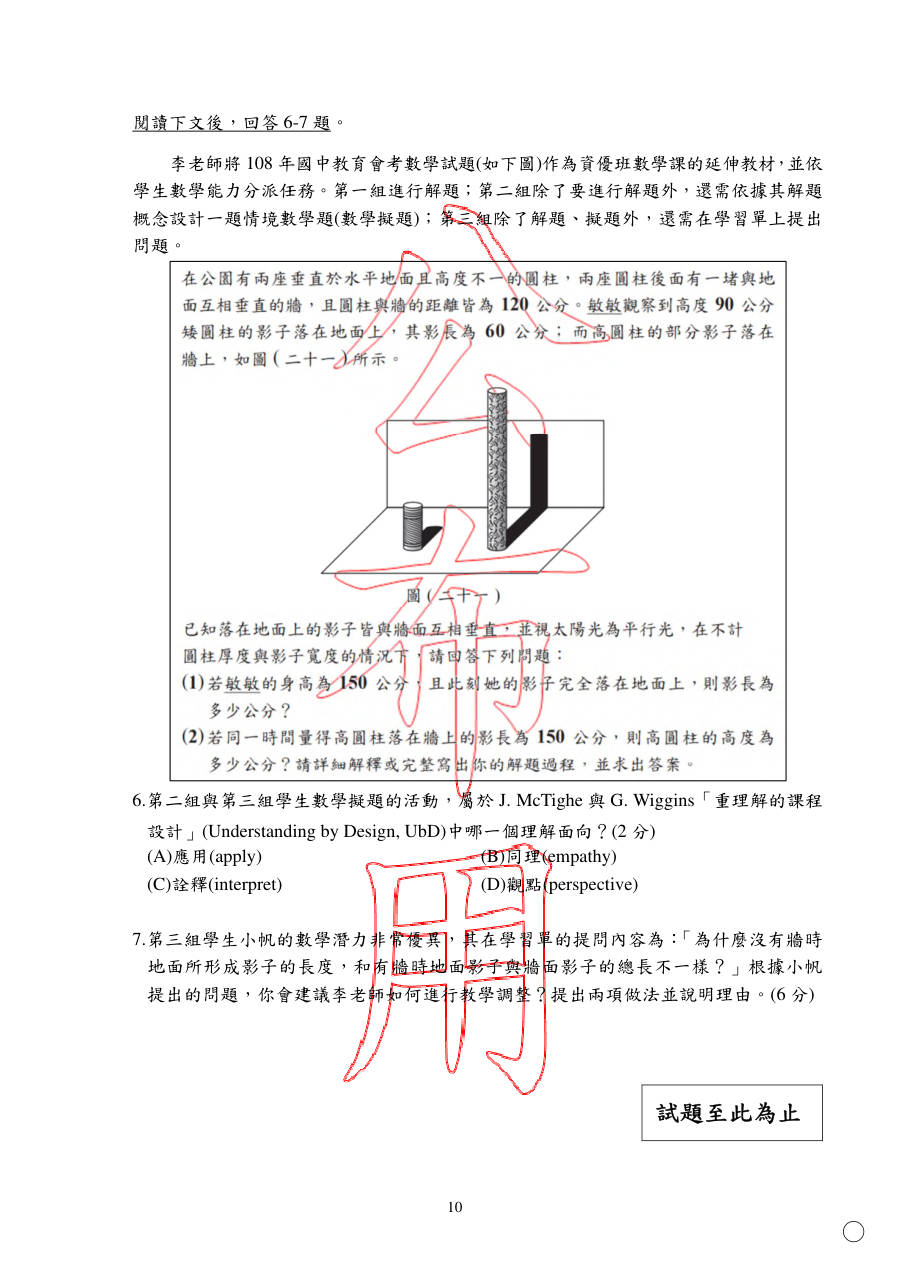 閱讀下文後，回答 6-7 題。
李老師將 108 年國中教育會考數學試題(如下圖)作為資優班數學課的延伸教材，並依
學生數學能力分派任務。第一組進行解題；第二組除了要進行解題外，還需依據其解題
概念設計一題情境數學題(數學擬題)；第三組除了解題、擬題外，還需在學習單上提出
問題。
在公園有兩座垂直於水平地面且高度不一的圓柱，兩座圓柱後面有一堵與地
面互相垂直的牆，且圓柱與牆的距離皆為 120 公分。敏敏觀察到高度 90 公分
矮圓柱的影子落在地面上，其影長為 60 公分；而高圓柱的部分影子落在
牆上，如圖(二十一)所示。
圖(二十一)
已知落在地面上的影子皆與牆面互相垂直，並視太陽光為平行光，在不計
圓柱厚度與影子寬度的情況下，請回答下列問題：
(1)若敏敏的身高為 150 公分，且此刻她的影子完全落在地面上，則影長為
多少公分？
(2)若同一時間量得高圓柱落在牆上的影長為 150 公分，則高圓柱的高度為
多少公分？請詳細解釋或完整寫出你的解題過程，並求出答案。
6.第二組與第三組學生數學擬題的活動，屬於 J. McTighe 與 G. Wiggins「重理解的課程
設計」(Understanding by Design, UbD)中哪一個理解面向？(2 分)
(A)應用(apply) (B)同理(empathy)
(C)詮釋(interpret) (D)觀點(perspective)
7.第三組學生小帆的數學潛力非常優異，其在學習單的提問內容為：「為什麼沒有牆時
地面所形成影子的長度，和有牆時地面影子與牆面影子的總長不一樣？」根據小帆
提出的問題，你會建議李老師如何進行教學調整？提出兩項做法並說明理由。(6 分)
公布用
試題至此為止
10